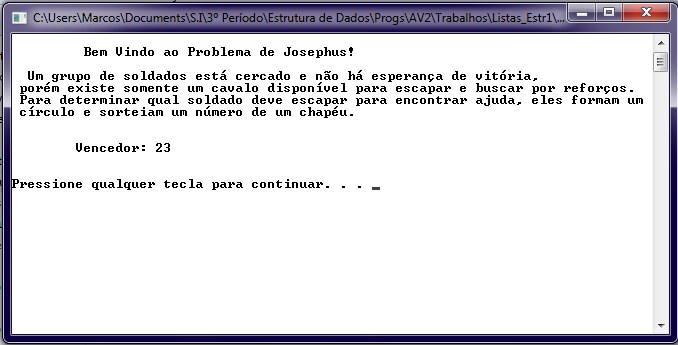 C:\Users\Marcos\Documents\S.I\3º Período\Estrutura de Dados\Progs\AV2\Trabalhos\Listas_Estr1\...
Bem Vindo ao Problema de Josephus!
Um grupo de soldados está cercado e não há esperança de vitória,
porém existe somente um cavalo disponível para escapar e buscar por reforços.
Para determinar qual soldado deve escapar para encontrar ajuda, eles formam um
círculo e sorteiam um número de um chapéu.
Vencedor: 23
Pressione qualquer tecla para continuar. . .